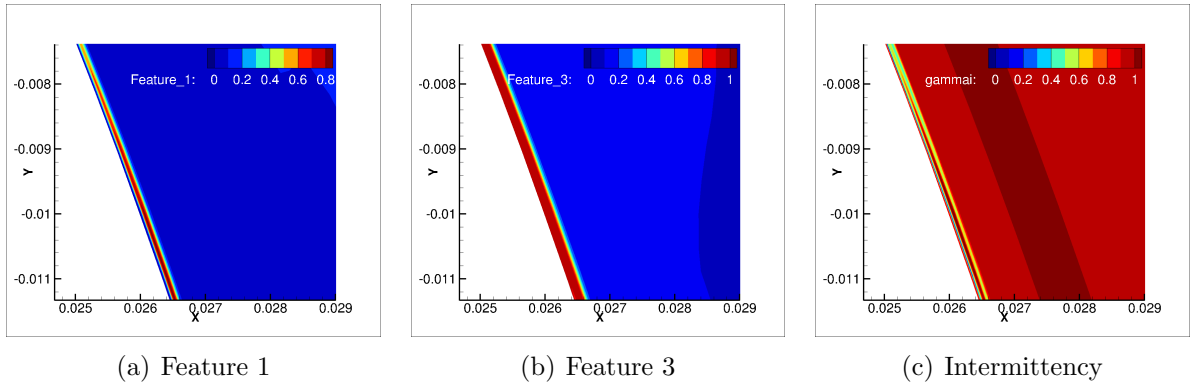 Feature_1: 0 0.2 0.4 0.6 0.8
-0.008
-0.009
-0.01
-0.011
Y
0.025 0.026 0.027 0.028 0.029
X
(a) Feature 1
Feature_3: 0 0.2 0.4 0.6 0.8 1
-0.008
-0.009
-0.01
-0.011
Y
0.025 0.026 0.027 0.028 0.029
X
(b) Feature 3
gammai: 0 0.2 0.4 0.6 0.8 1
-0.008
-0.009
-0.01
-0.011
Y
0.025 0.026 0.027 0.028 0.029
X
(c) Intermittency